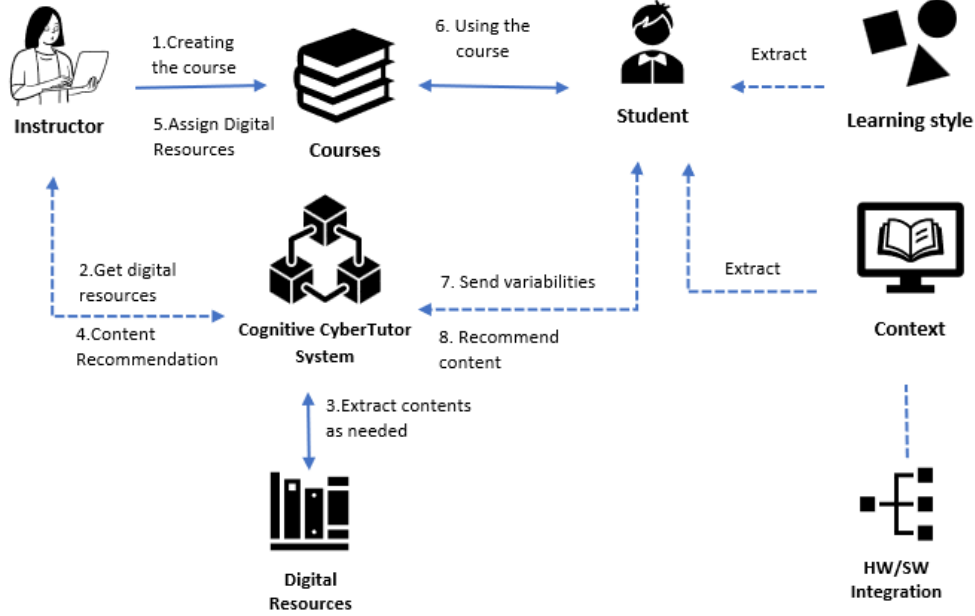 1.Creating
the course
5.Assign Digital
Resources
6. Using the
course
Extract
Instructor
Courses
Student
Learning style
2.Get digital
resources
4.Content
Recommendation
Cognitive CyberTutor
System
7. Send variabilities
8. Recommend
content
Extract
Context
3.Extract contents
as needed
Digital
Resources
HW/SW
Integration